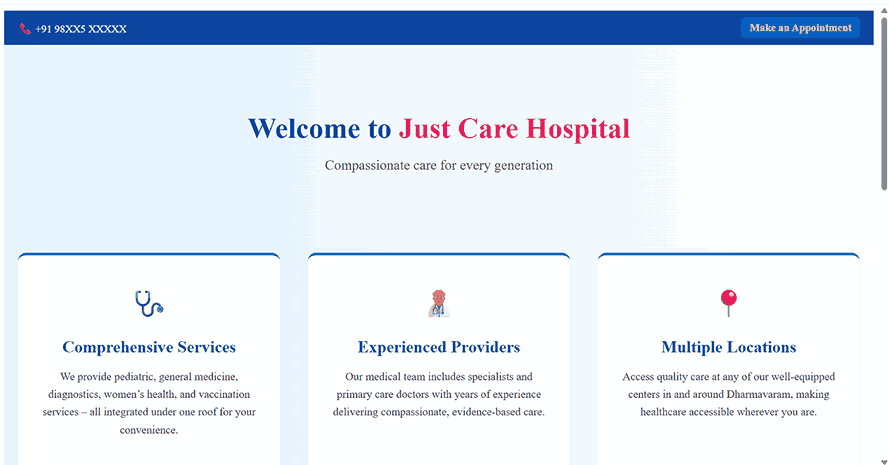 +91 98XX5 XXXXX
Make an Appointment
Welcome to Just Care Hospital
Compassionate care for every generation
Comprehensive Services
We provide pediatric, general medicine,
diagnostics, women’s health, and vaccination
services – all integrated under one roof for your
convenience.
Experienced Providers
Our medical team includes specialists and
primary care doctors with years of experience
delivering compassionate, evidence-based care.
Multiple Locations
Access quality care at any of our well-equipped
centers in and around Dharmavaram, making
healthcare accessible wherever you are.